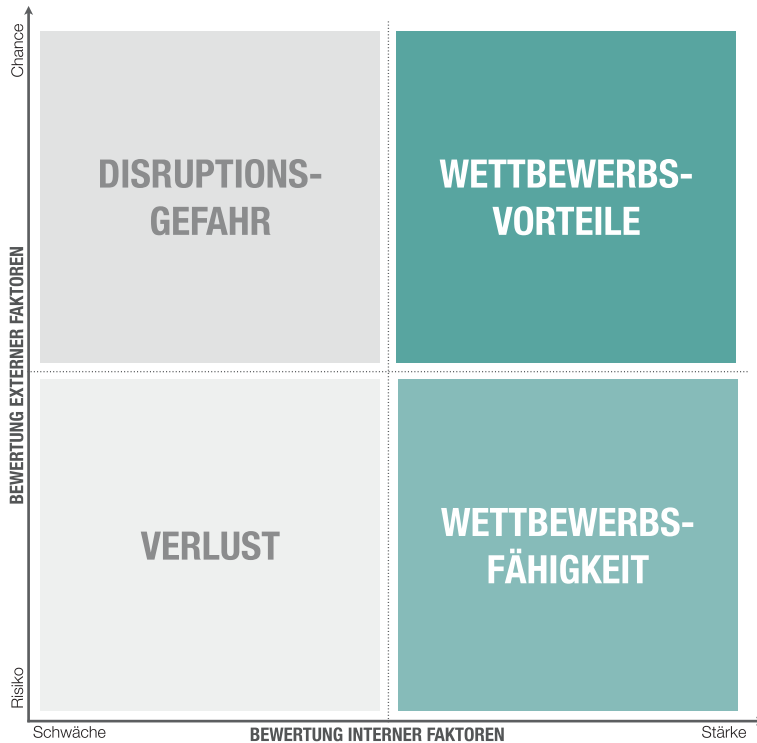 Chance
BEWERTUNG EXTERNER FAKTOREN
Risiko
DISRUPTIONS-
GEFAHR
WETTBEWERBS-
VORTEILE
VERLUST
WETTBEWERBS-
FÄHIGKEIT
Schwäche
BEWERTUNG INTERNER FAKTOREN
Stärke